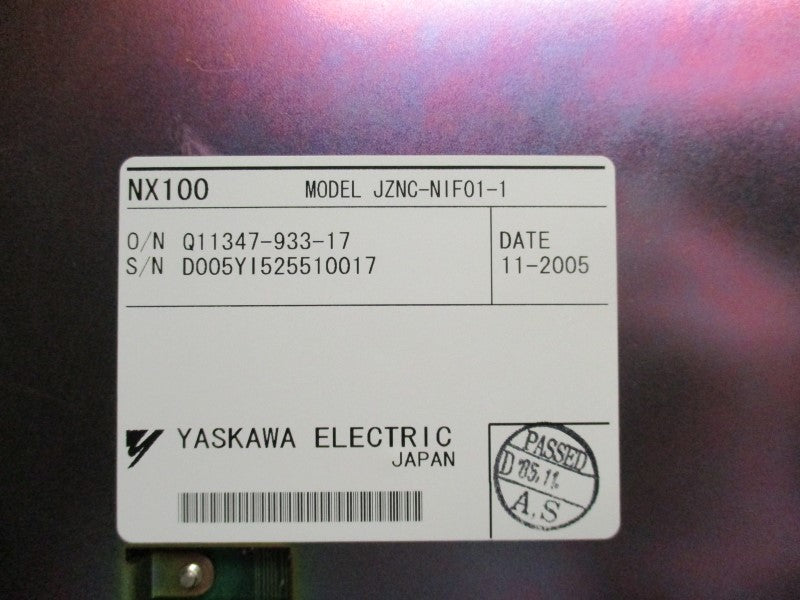 NX100 MODEL JZNC-NIF01-1
O/N Q11347-933-17
S/N D005YI525510017
DATE
11-2005
YASKAWA ELECTRIC
JAPAN
PASSED
D '05.11.
A.S